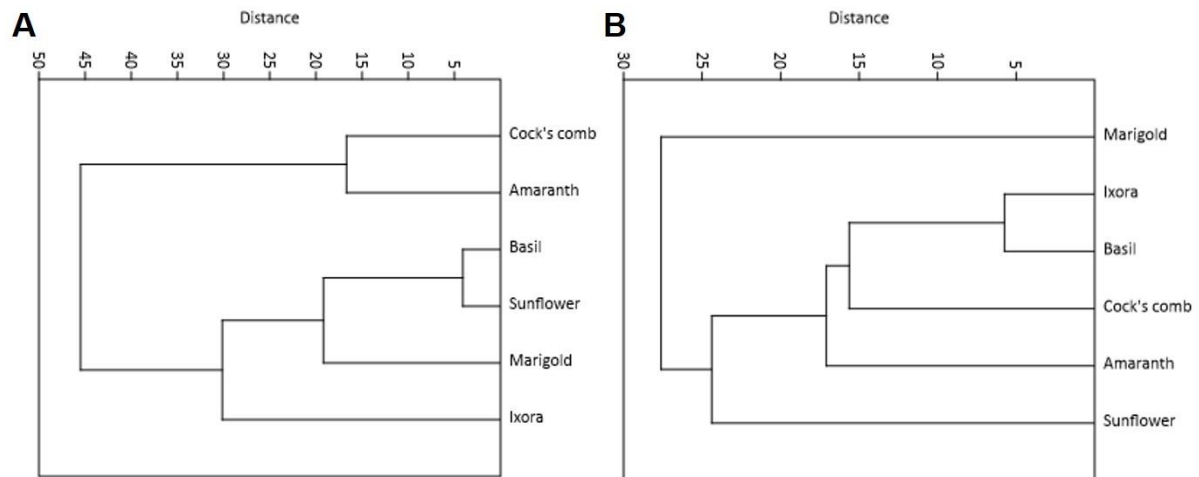 A
Distance
50 45 40 35 30 25 20 15 10 5
Cock's comb
Amaranth
Basil
Sunflower
Marigold
Ixora
B
Distance
30 25 20 15 10 5
Marigold
Ixora
Basil
Cock's comb
Amaranth
Sunflower